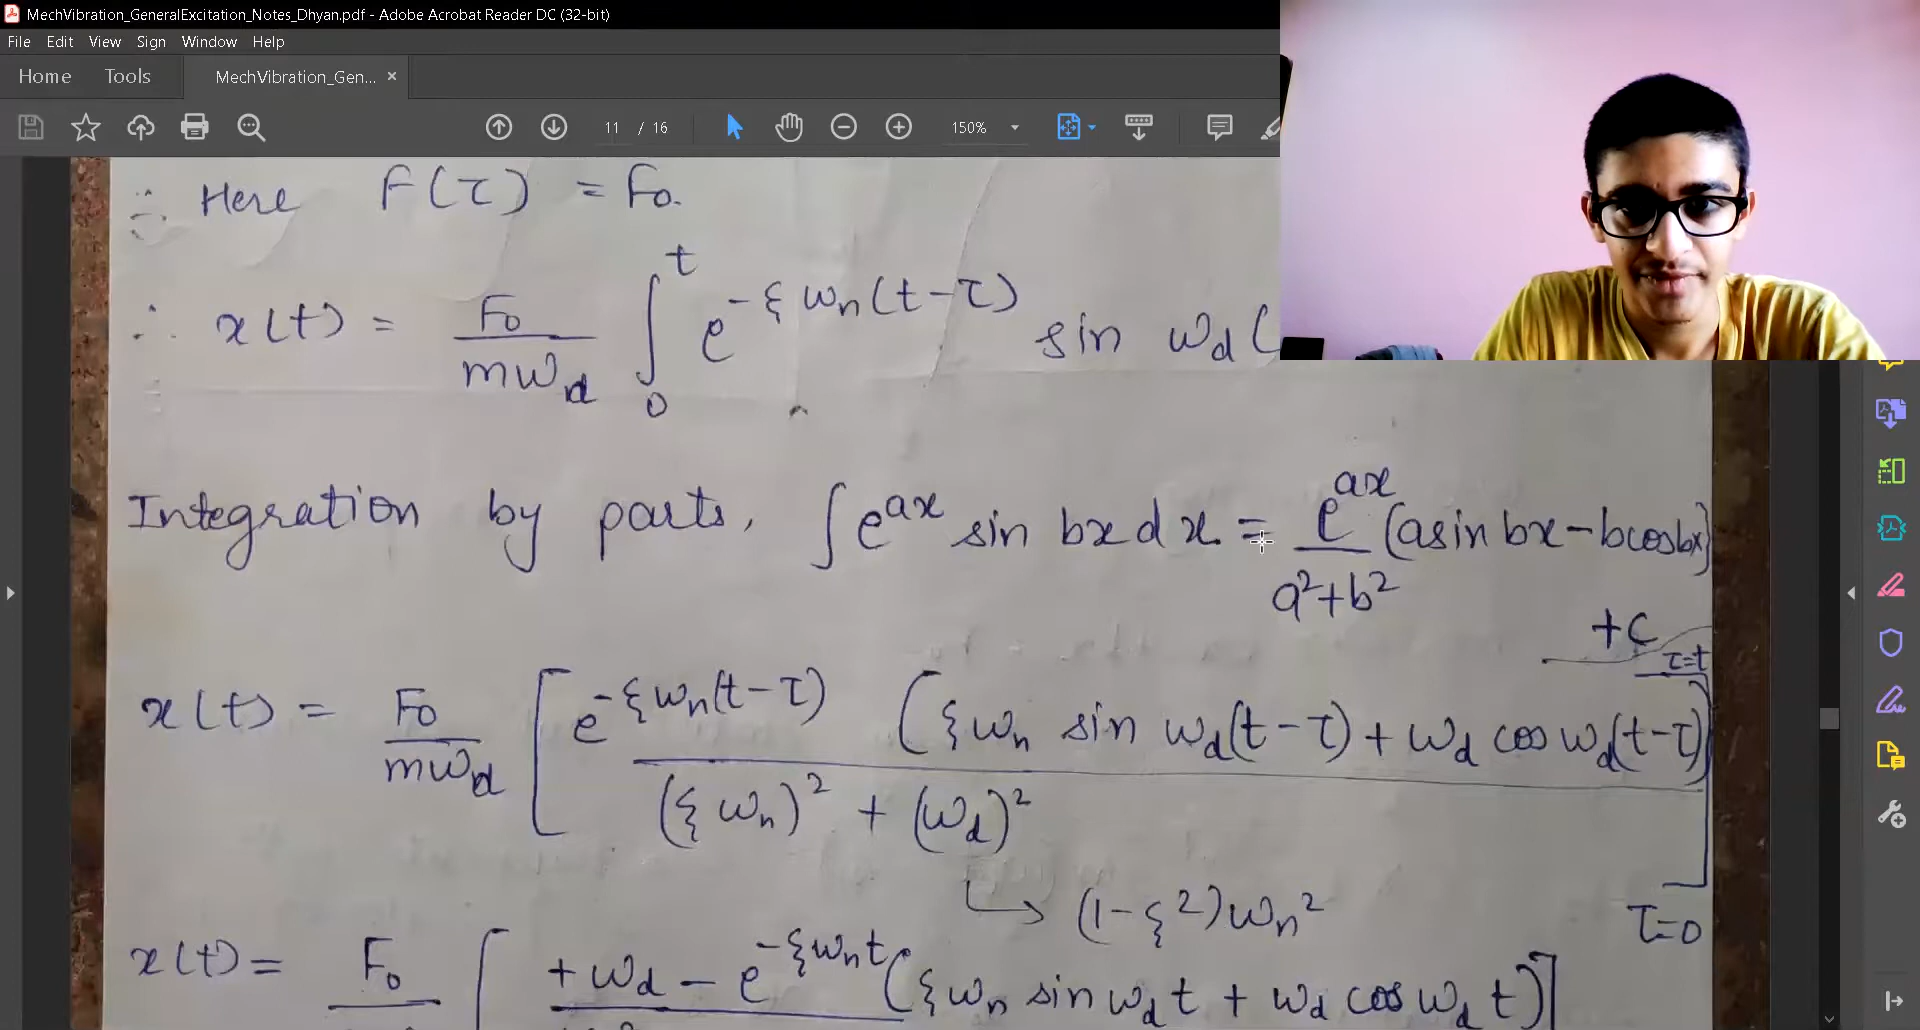 MechVibration_GeneralExcitation_Notes_Dhyan.pdf - Adobe Acrobat Reader DC (32-bit)
File Edit View Sign Window Help
Home Tools MechVibration_Gen... ×
11 / 16 150%
∴ Here F(τ) = F₀.
∴ x(t) = F₀/(mω_d) ∫₀ᵗ e^(-ξω_n(t-τ)) sin ω_d (
Integration by parts, ∫e^(ax) sin bx dx = e^(ax)/(a²+b²) (a sin bx - b cos bx)
+C
x(t) = F₀/(mω_d) [ e^(-ξω_n(t-τ)) (ξω_n sin ω_d(t-τ) + ω_d cos ω_d(t-τ)) / ((ξω_n)² + (ω_d)²) ] τ=t τ=0
↳ (1-ξ²)ω_n²
x(t) = F₀ [ +ω_d - e^(-ξω_n t) (ξω_n sin ω_d t + ω_d cos ω_d t) ]